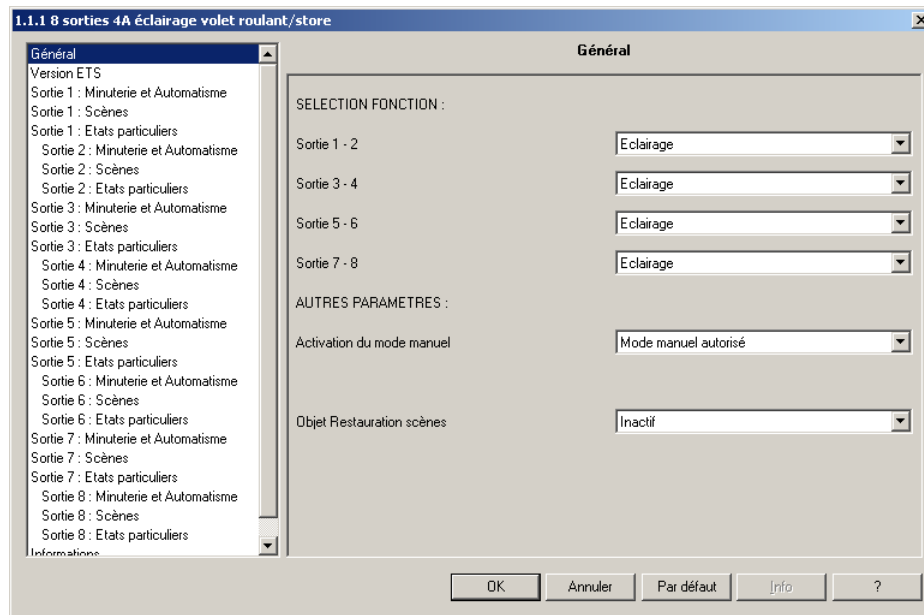 1.1.1 8 sorties 4A éclairage volet roulant/store
Général
Version ETS
Sortie 1 : Minuterie et Automatisme
Sortie 1 : Scènes
Sortie 1 : Etats particuliers
Sortie 2 : Minuterie et Automatisme
Sortie 2 : Scènes
Sortie 2 : Etats particuliers
Sortie 3 : Minuterie et Automatisme
Sortie 3 : Scènes
Sortie 3 : Etats particuliers
Sortie 4 : Minuterie et Automatisme
Sortie 4 : Scènes
Sortie 4 : Etats particuliers
Sortie 5 : Minuterie et Automatisme
Sortie 5 : Scènes
Sortie 5 : Etats particuliers
Sortie 6 : Minuterie et Automatisme
Sortie 6 : Scènes
Sortie 6 : Etats particuliers
Sortie 7 : Minuterie et Automatisme
Sortie 7 : Scènes
Sortie 7 : Etats particuliers
Sortie 8 : Minuterie et Automatisme
Sortie 8 : Scènes
Sortie 8 : Etats particuliers
Informations
Général
SELECTION FONCTION :
Sortie 1 - 2 Eclairage
Sortie 3 - 4 Eclairage
Sortie 5 - 6 Eclairage
Sortie 7 - 8 Eclairage
AUTRES PARAMETRES :
Activation du mode manuel Mode manuel autorisé
Objet Restauration scènes Inactif
OK Annuler Par défaut Info ?